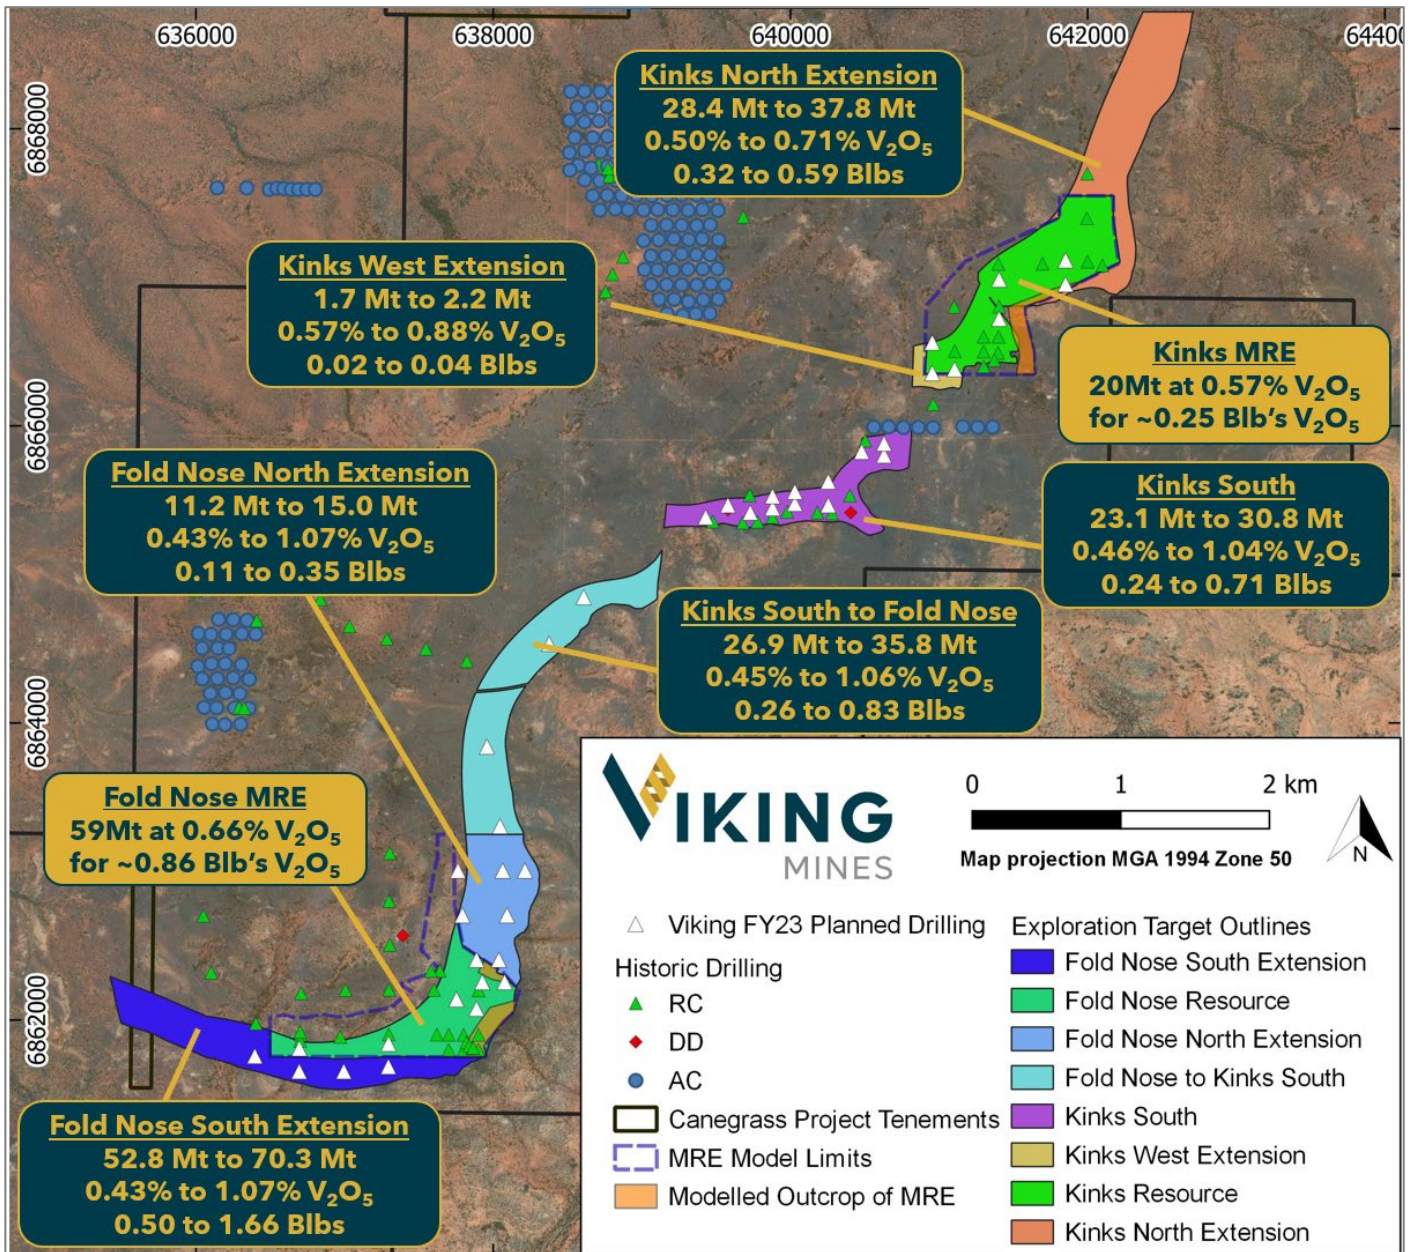 636000
638000
640000
642000
644000
6868000
6866000
6864000
6862000
Kinks North Extension
28.4 Mt to 37.8 Mt
0.50% to 0.71% V₂O₅
0.32 to 0.59 Blbs
Kinks West Extension
1.7 Mt to 2.2 Mt
0.57% to 0.88% V₂O₅
0.02 to 0.04 Blbs
Kinks MRE
20Mt at 0.57% V₂O₅
for ~0.25 Blb's V₂O₅
Fold Nose North Extension
11.2 Mt to 15.0 Mt
0.43% to 1.07% V₂O₅
0.11 to 0.35 Blbs
Kinks South
23.1 Mt to 30.8 Mt
0.46% to 1.04% V₂O₅
0.24 to 0.71 Blbs
Kinks South to Fold Nose
26.9 Mt to 35.8 Mt
0.45% to 1.06% V₂O₅
0.26 to 0.83 Blbs
Fold Nose MRE
59Mt at 0.66% V₂O₅
for ~0.86 Blb's V₂O₅
Fold Nose South Extension
52.8 Mt to 70.3 Mt
0.43% to 1.07% V₂O₅
0.50 to 1.66 Blbs
VIKING
MINES
0 1 2 km
Map projection MGA 1994 Zone 50
N
Viking FY23 Planned Drilling
Historic Drilling
RC
DD
AC
Canegrass Project Tenements
MRE Model Limits
Modelled Outcrop of MRE
Exploration Target Outlines
Fold Nose South Extension
Fold Nose Resource
Fold Nose North Extension
Fold Nose to Kinks South
Kinks South
Kinks West Extension
Kinks Resource
Kinks North Extension